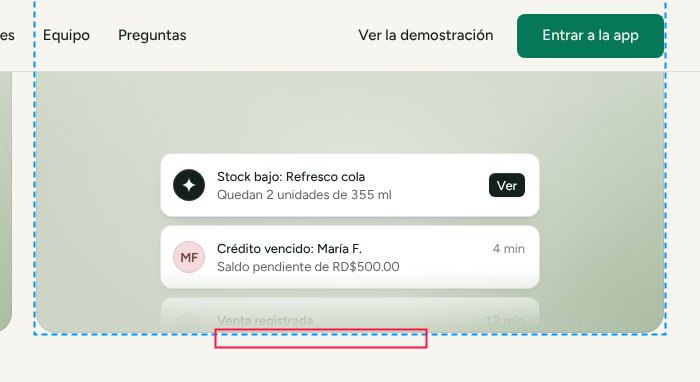 es Equipo Preguntas Ver la demostración Entrar a la app
Stock bajo: Refresco cola
Quedan 2 unidades de 355 ml
Ver
MF
Crédito vencido: María F.
4 min
Saldo pendiente de RD$500.00
Venta registrada
12 min